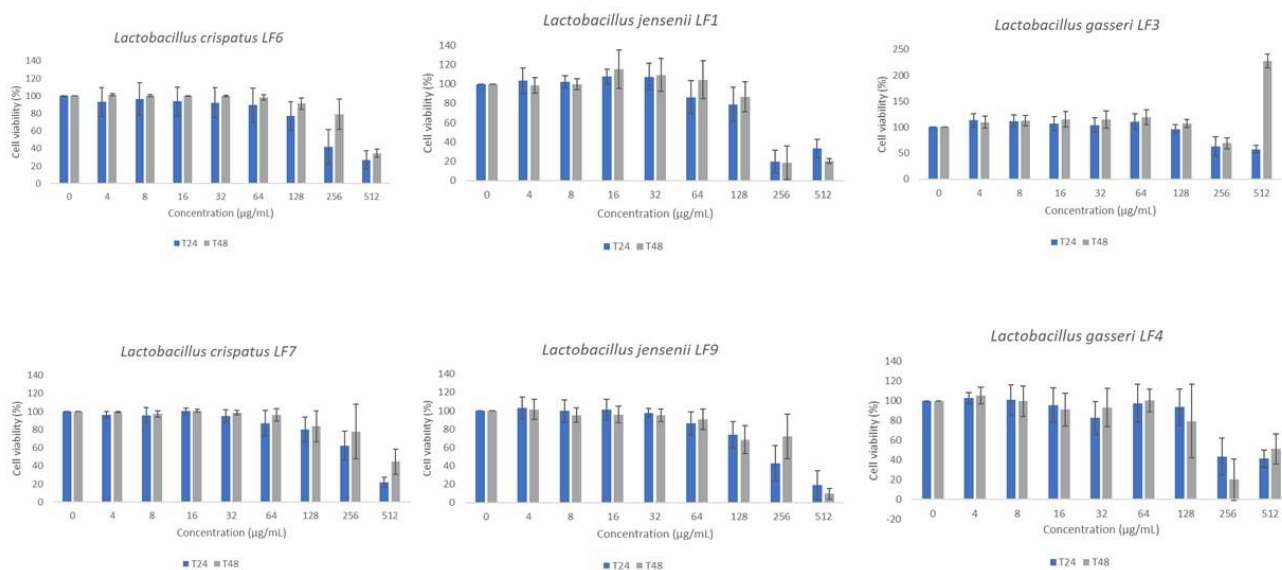 Lactobacillus crispatus LF6
Cell viability (%)
140
120
100
80
60
40
20
0
0 4 8 16 32 64 128 256 512
Concentration (µg/mL)
T24 T48
Lactobacillus jensenii LF1
Cell viability (%)
140
120
100
80
60
40
20
0
0 4 8 16 32 64 128 256 512
Concentration (µg/mL)
T24 T48
Lactobacillus gasseri LF3
Cell viability (%)
250
200
150
100
50
0
0 4 8 16 32 64 128 256 512
Concentration (µg/mL)
T24 T48
Lactobacillus crispatus LF7
Cell viability (%)
140
120
100
80
60
40
20
0
0 4 8 16 32 64 128 256 512
Concentration (µg/mL)
T24 T48
Lactobacillus jensenii LF9
Cell viability (%)
140
120
100
80
60
40
20
0
0 4 8 16 32 64 128 256 512
Concentration (µg/mL)
T24 T48
Lactobacillus gasseri LF4
Cell viability (%)
140
120
100
80
60
40
20
0
-20
0 4 8 16 32 64 128 256 512
Concentration (µg/mL)
T24 T48